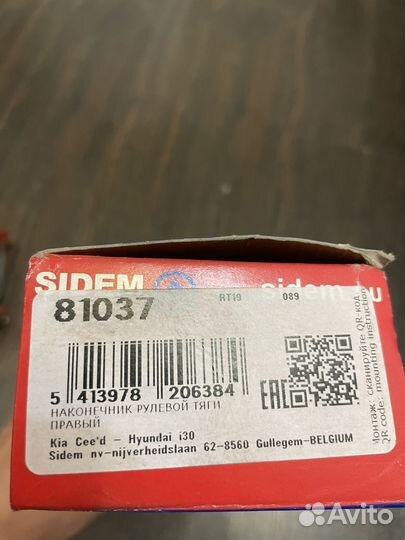 SIDEM
sidem.eu
81037
RT19 089
5 413978 206384
EAC
НАКОНЕЧНИК РУЛЕВОЙ ТЯГИ
ПРАВЫЙ
Kia Cee'd - Hyundai i30
Sidem nv-nijverheidslaan 62-8560 Gullegem-BELGIUM
Монтаж: сканируйте QR-код
QR code: mounting instruction
Avito